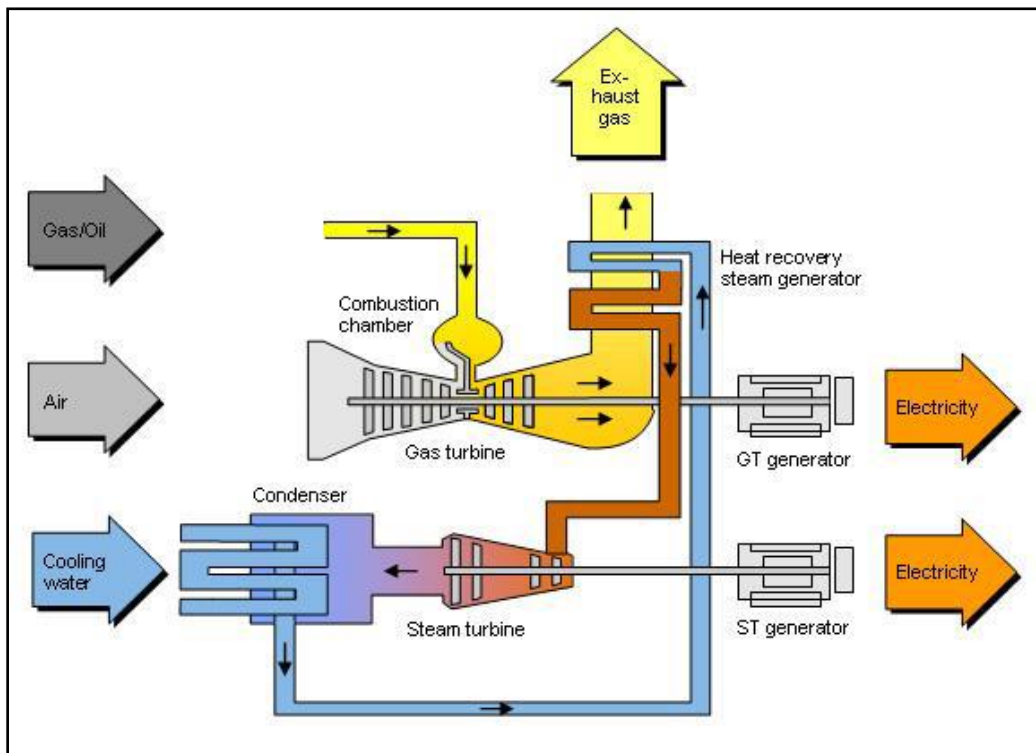 Ex-
haust
gas
Gas/Oil
Heat recovery
steam generator
Combustion
chamber
Air
Electricity
Gas turbine
GT generator
Condenser
Cooling
water
Electricity
Steam turbine
ST generator